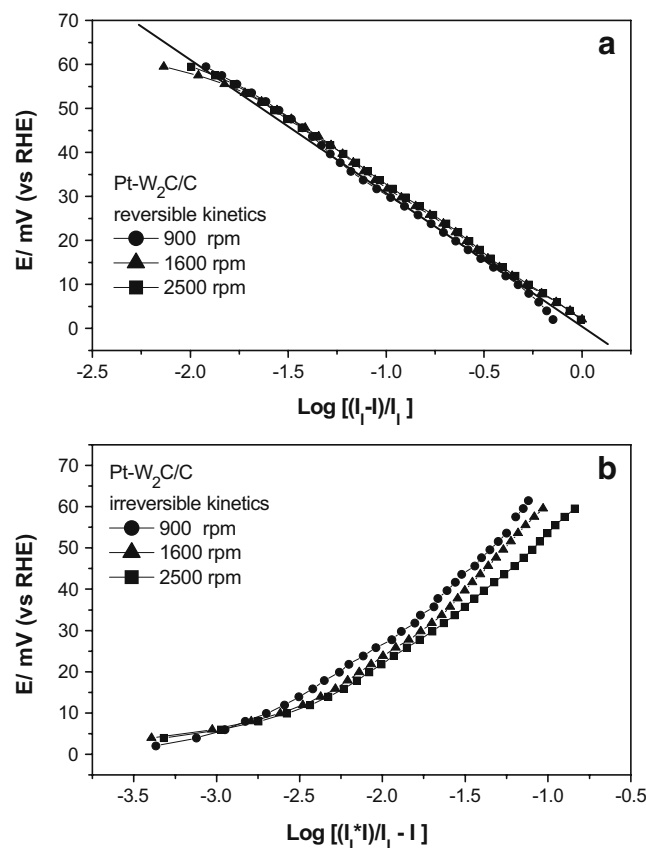 a
E/ mV (vs RHE)
70
60
50
40
30
20
10
0
Pt-W₂C/C
reversible kinetics
900 rpm
1600 rpm
2500 rpm
-2.5 -2.0 -1.5 -1.0 -0.5 0.0
Log [(Iₗ-I)/Iₗ ]
b
E/ mV (vs RHE)
70
60
50
40
30
20
10
0
Pt-W₂C/C
irreversible kinetics
900 rpm
1600 rpm
2500 rpm
-3.5 -3.0 -2.5 -2.0 -1.5 -1.0 -0.5
Log [(Iₗ*I)/Iₗ - I ]